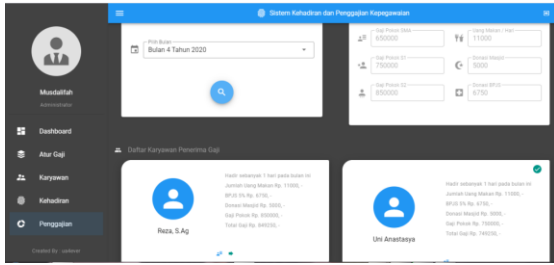 Sistem Kehadiran dan Penggajian Kepegawaian
Musdalifah
Administrator
Dashboard
Atur Gaji
Karyawan
Kehadiran
Penggajian
Created By : 
Pilih Bulan
Bulan 4 Tahun 2020
Gaji Pokok SMA
650000
Uang Makan / Hari
11000
Gaji Pokok S1
750000
Donasi Masjid
5000
Gaji Pokok S2
850000
Donasi BPJS
6750
Daftar Karyawan Penerima Gaji
Reza, S.Ag
Hadir sebanyak 1 hari pada bulan ini
Jumlah Uang Makan Rp. 11000, -
BPJS 5% Rp. 6750, -
Donasi Masjid Rp. 5000, -
Gaji Pokok Rp. 850000, -
Total Gaji Rp. 849250, -
Uni Anastasya
Hadir sebanyak 1 hari pada bulan ini
Jumlah Uang Makan Rp. 11000, -
BPJS 5% Rp. 6750, -
Donasi Masjid Rp. 5000, -
Gaji Pokok Rp. 750000, -
Total Gaji Rp. 749250, -